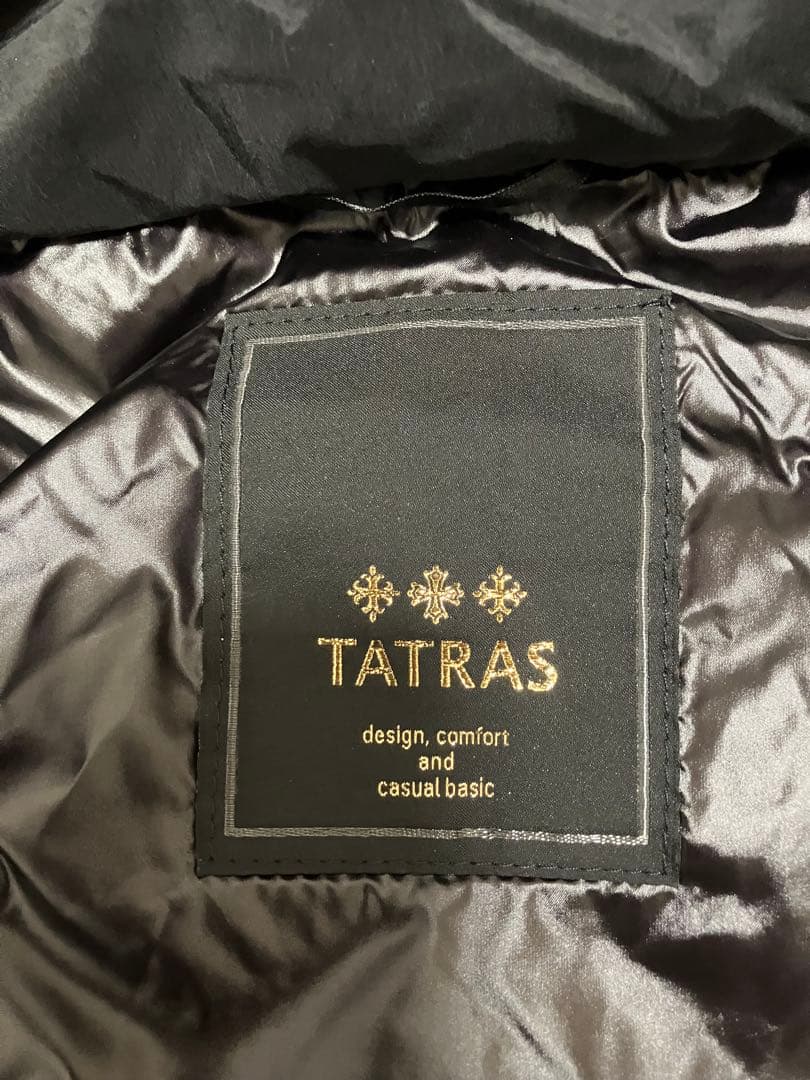 TATRAS
design, comfort
and
casual basic